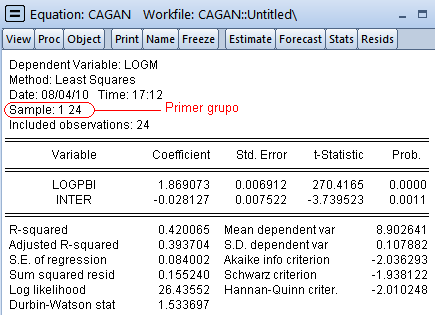 Equation: CAGAN Workfile: CAGAN::Untitled\
View Proc Object Print Name Freeze Estimate Forecast Stats Resids
Dependent Variable: LOGM
Method: Least Squares
Date: 08/04/10 Time: 17:12
Sample: 1 24 Primer grupo
Included observations: 24
Variable Coefficient Std. Error t-Statistic Prob.
LOGPBI 1.869073 0.006912 270.4165 0.0000
INTER -0.028127 0.007522 -3.739523 0.0011
R-squared 0.420065 Mean dependent var 8.902641
Adjusted R-squared 0.393704 S.D. dependent var 0.107882
S.E. of regression 0.084002 Akaike info criterion -2.036293
Sum squared resid 0.155240 Schwarz criterion -1.938122
Log likelihood 26.43552 Hannan-Quinn criter. -2.010248
Durbin-Watson stat 1.533697